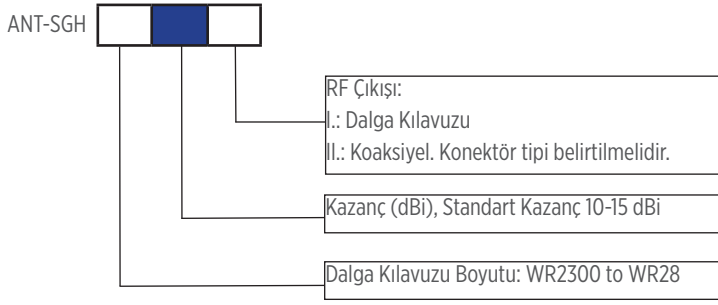 ANT-SGH
RF Çıkışı:
I.: Dalga Kılavuzu
II.: Koaksiyel. Konektör tipi belirtilmelidir.
Kazanç (dBi), Standart Kazanç 10-15 dBi
Dalga Kılavuzu Boyutu: WR2300 to WR28